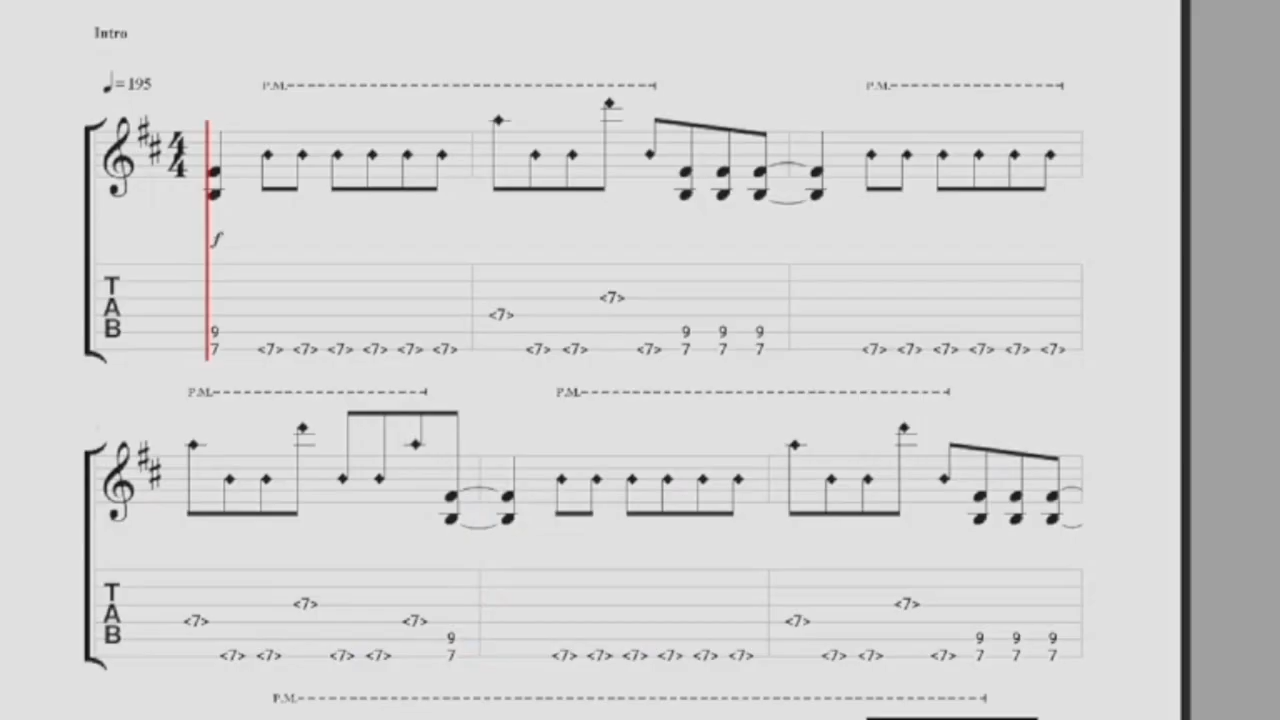 Intro
♩=195
P.M. P.M.
4
4
f
T
A
B
<7>
<7>
9 9 9 9
7 <7> <7> <7> <7> <7> <7> <7> <7> <7> 7 7 7 <7> <7> <7> <7> <7> <7>
P.M. P.M.
T
A
B
<7> <7>
<7> <7> <7>
9 9 9 9
<7> <7> <7> <7> 7 <7> <7> <7> <7> <7> <7> <7> <7> <7> 7 7 7
P.M.